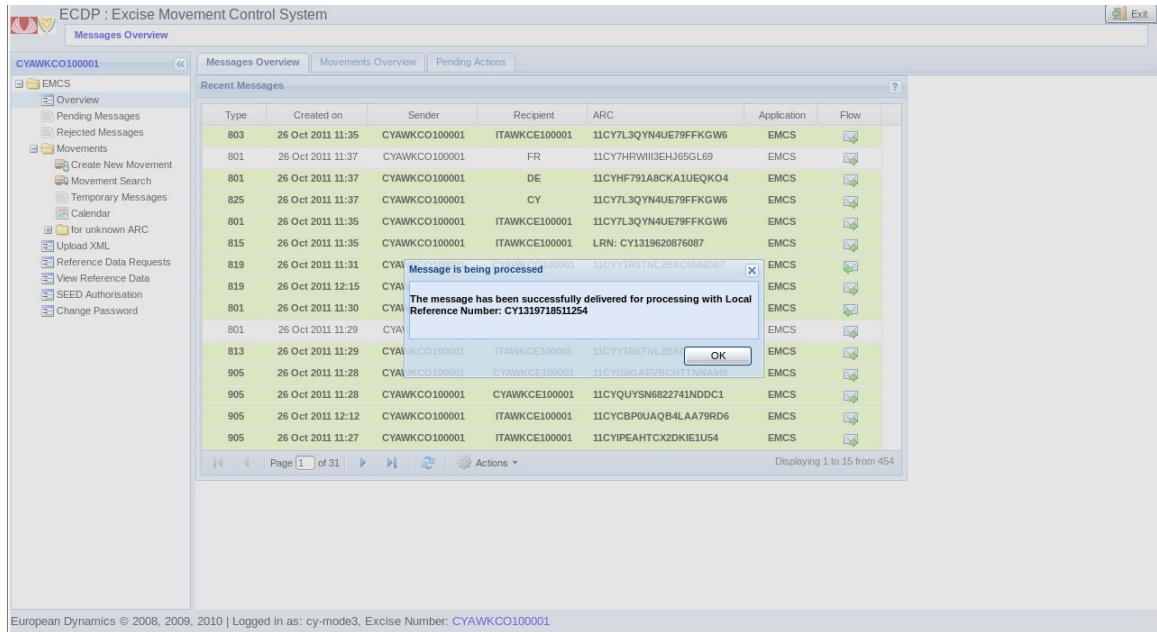 ECDP : Excise Movement Control System
Exit
Messages Overview
CYAWKCO100001
Messages Overview Movements Overview Pending Actions
EMCS
Overview
Pending Messages
Rejected Messages
Movements
Create New Movement
Movement Search
Temporary Messages
Calendar
for unknown ARC
Upload XML
Reference Data Requests
View Reference Data
SEED Authorisation
Change Password
Recent Messages
Type Created on Sender Recipient ARC Application Flow
803 26 Oct 2011 11:35 CYAWKCO100001 ITAWKCE100001 11CY7L3QYN4UE79FFKGW6 EMCS
801 26 Oct 2011 11:37 CYAWKCO100001 FR 11CY7HRWIII3EHJ65GL69 EMCS
801 26 Oct 2011 11:37 CYAWKCO100001 DE 11CYHF791A8CKA1UEQKO4 EMCS
825 26 Oct 2011 11:37 CYAWKCO100001 CY 11CY7L3QYN4UE79FFKGW6 EMCS
801 26 Oct 2011 11:35 CYAWKCO100001 ITAWKCE100001 11CY7L3QYN4UE79FFKGW6 EMCS
815 26 Oct 2011 11:35 CYAWKCO100001 ITAWKCE100001 LRN: CY1319620876087 EMCS
819 26 Oct 2011 11:31 EMCS
819 26 Oct 2011 12:15 EMCS
801 26 Oct 2011 11:30 EMCS
801 26 Oct 2011 11:29 EMCS
813 26 Oct 2011 11:29 CYAWKCO100001 ITAWKCE100001 EMCS
905 26 Oct 2011 11:28 CYAWKCO100001 CYAWKCE100001 EMCS
905 26 Oct 2011 11:28 CYAWKCO100001 CYAWKCE100001 11CYQUYSN6822741NDDC1 EMCS
905 26 Oct 2011 12:12 CYAWKCO100001 ITAWKCE100001 11CYCBP0UAQB4LAA79RD6 EMCS
905 26 Oct 2011 11:27 CYAWKCO100001 ITAWKCE100001 11CYIPEAHTCX2DKIE1U54 EMCS
Message is being processed
The message has been successfully delivered for processing with Local
Reference Number: CY1319718511254
OK
Page 1 of 31 Actions Displaying 1 to 15 from 454
European Dynamics © 2008, 2009, 2010 | Logged in as: cy-mode3, Excise Number: CYAWKCO100001